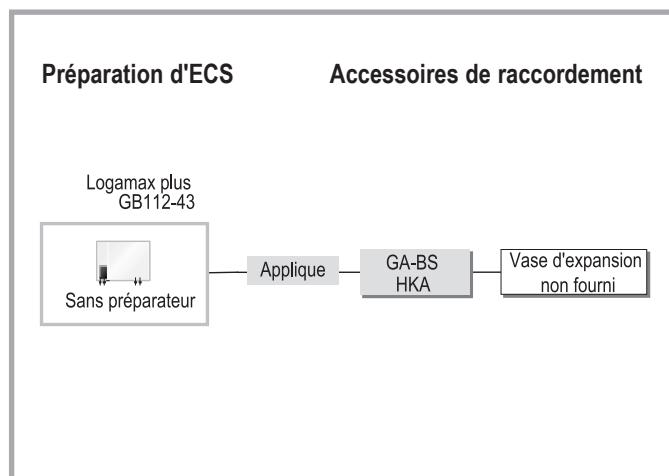 Préparation d'ECS
Accessoires de raccordement
Logamax plus
GB112-43
Sans préparateur
Applique
GA-BS
HKA
Vase d'expansion
non fourni